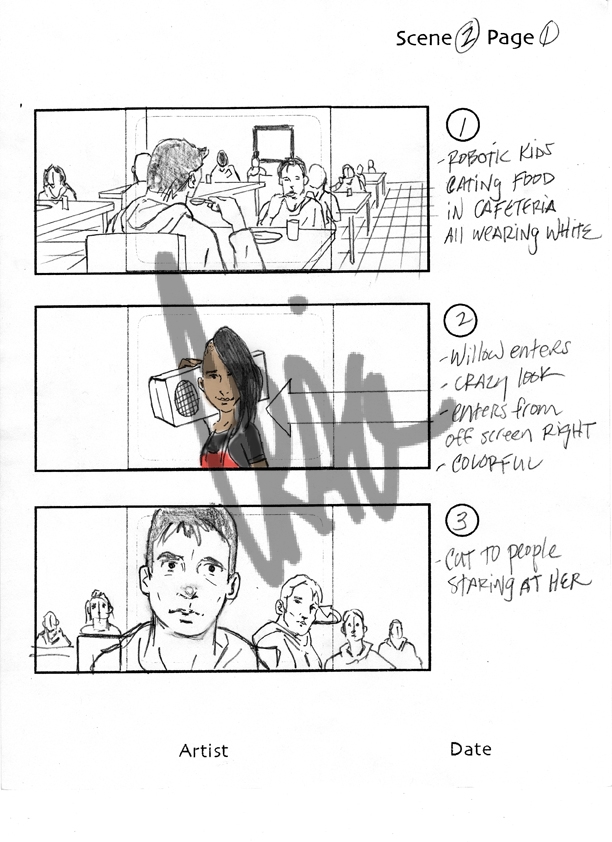 Scene 2 Page 1
1
- ROBOTIC KIDS
EATING FOOD
IN CAFETERIA
All WEARING WHITE
2
- Willow enters
- CRAZY look
- enters from
off screen RIGHT
- COLORFUL
3
- CUT TO people
STARING AT HER
Artist
Date